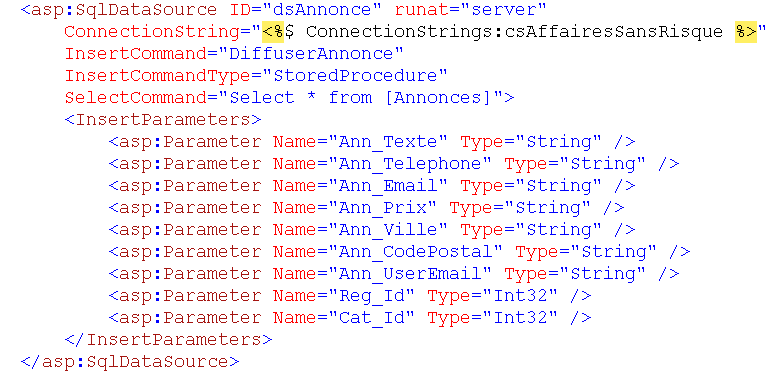 <asp:SqlDataSource ID="dsAnnonce" runat="server"
ConnectionString="<%$ ConnectionStrings:csAffairesSansRisque %>"
InsertCommand="DiffuserAnnonce"
InsertCommandType="StoredProcedure"
SelectCommand="Select * from [Annonces]">
<InsertParameters>
<asp:Parameter Name="Ann_Texte" Type="String" />
<asp:Parameter Name="Ann_Telephone" Type="String" />
<asp:Parameter Name="Ann_Email" Type="String" />
<asp:Parameter Name="Ann_Prix" Type="String" />
<asp:Parameter Name="Ann_Ville" Type="String" />
<asp:Parameter Name="Ann_CodePostal" Type="String" />
<asp:Parameter Name="Ann_UserEmail" Type="String" />
<asp:Parameter Name="Reg_Id" Type="Int32" />
<asp:Parameter Name="Cat_Id" Type="Int32" />
</InsertParameters>
</asp:SqlDataSource>